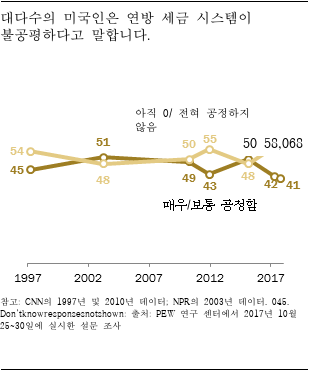 대다수의 미국인은 연방 세금 시스템이
불공평하다고 말합니다.
아직 0/ 전혀 공정하지
않음
54
45
51
48
50
49
55
43
50 58,068
48
42
41
매우/보통 공정함
1997 2002 2007 2012 2017
참고: CNN의 1997년 및 2010년 데이터; NPR의 2003년 데이터. 045.
Don'tknowresponsesnotshown: 출처: PEW 연구 센터에서 2017년 10월
25~30일에 실시한 설문 조사